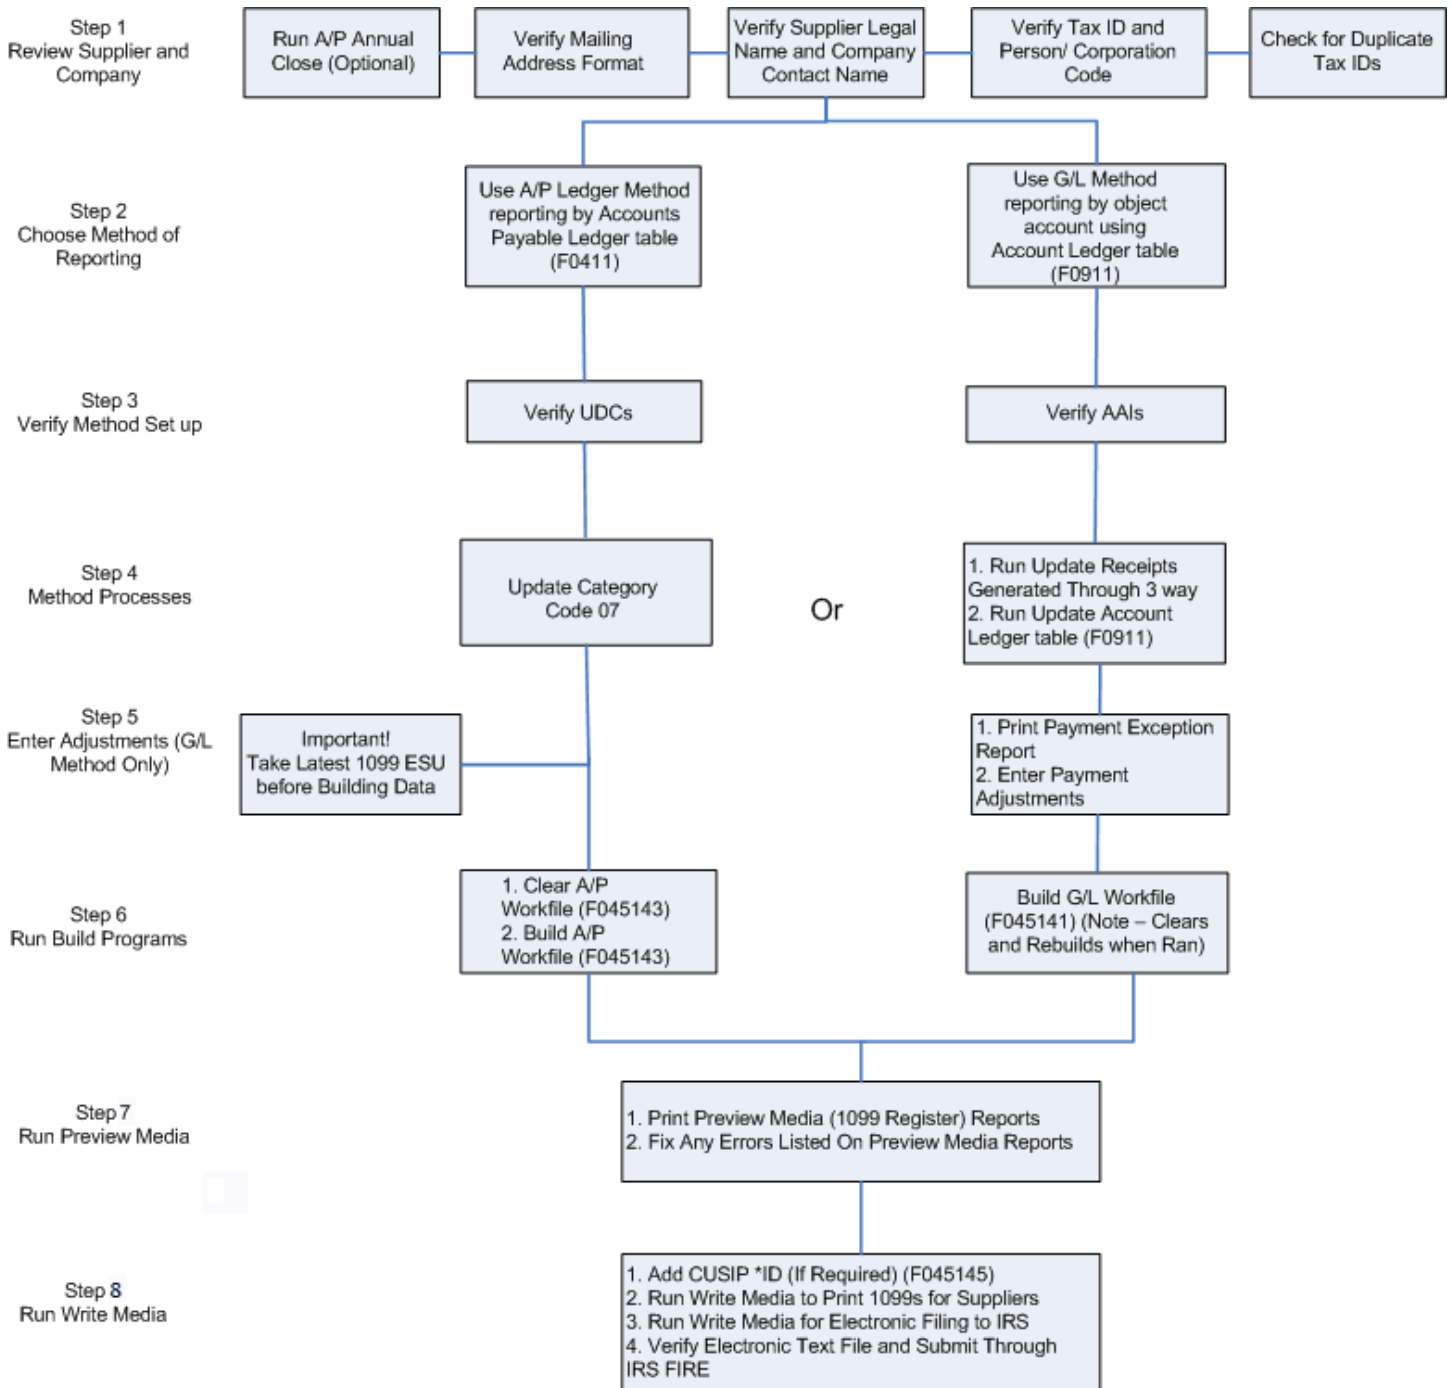 Step 1
Review Supplier and
Company
Run A/P Annual
Close (Optional)
Verify Mailing
Address Format
Verify Supplier Legal
Name and Company
Contact Name
Verify Tax ID and
Person/ Corporation
Code
Check for Duplicate
Tax IDs
Step 2
Choose Method of
Reporting
Use A/P Ledger Method
reporting by Accounts
Payable Ledger table
(F0411)
Use G/L Method
reporting by object
account using
Account Ledger table
(F0911)
Step 3
Verify Method Set up
Verify UDCs
Verify AAIs
Step 4
Method Processes
Update Category
Code 07
Or
1. Run Update Receipts
Generated Through 3 way
2. Run Update Account
Ledger table (F0911)
Step 5
Enter Adjustments (G/L
Method Only)
Important!
Take Latest 1099 ESU
before Building Data
1. Print Payment Exception
Report
2. Enter Payment
Adjustments
Step 6
Run Build Programs
1. Clear A/P
Workfile (F045143)
2. Build A/P
Workfile (F045143)
Build G/L Workfile
(F045141) (Note – Clears
and Rebuilds when Ran)
Step 7
Run Preview Media
1. Print Preview Media (1099 Register) Reports
2. Fix Any Errors Listed On Preview Media Reports
Step 8
Run Write Media
1. Add CUSIP *ID (If Required) (F045145)
2. Run Write Media to Print 1099s for Suppliers
3. Run Write Media for Electronic Filing to IRS
4. Verify Electronic Text File and Submit Through
IRS FIRE